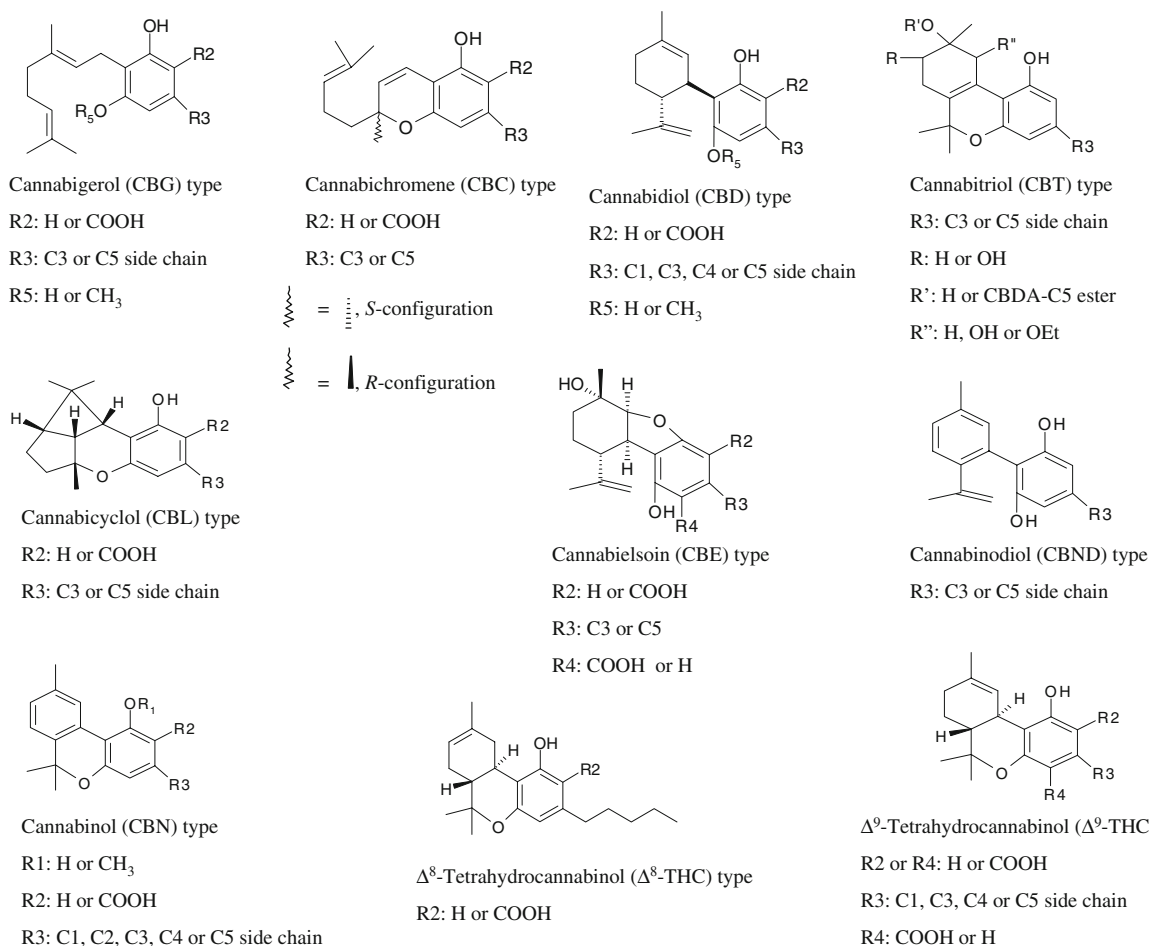 OH
R2
OR5
R3
Cannabigerol (CBG) type
R2: H or COOH
R3: C3 or C5 side chain
R5: H or CH3
OH
R2
O
R3
Cannabichromene (CBC) type
R2: H or COOH
R3: C3 or C5
= , S-configuration
= , R-configuration
OH
R2
R3
OR5
Cannabidiol (CBD) type
R2: H or COOH
R3: C1, C3, C4 or C5 side chain
R5: H or CH3
R'O
R"
R
OH
O
R3
Cannabitriol (CBT) type
R3: C3 or C5 side chain
R: H or OH
R’: H or CBDA-C5 ester
R”: H, OH or OEt
H
H
H
OH
R2
O
R3
Cannabicyclol (CBL) type
R2: H or COOH
R3: C3 or C5 side chain
HO
H
O
R2
H
R3
OH
R4
Cannabielsoin (CBE) type
R2: H or COOH
R3: C3 or C5
R4: COOH or H
OH
OH
R3
Cannabinodiol (CBND) type
R3: C3 or C5 side chain
OR1
R2
O
R3
Cannabinol (CBN) type
R1: H or CH3
R2: H or COOH
R3: C1, C2, C3, C4 or C5 side chain
H
OH
R2
H
O
Δ8-Tetrahydrocannabinol (Δ8-THC) type
R2: H or COOH
H
OH
R2
H
O
R3
R4
Δ9-Tetrahydrocannabinol (Δ9-THC
R2 or R4: H or COOH
R3: C1, C3, C4 or C5 side chain
R4: COOH or H